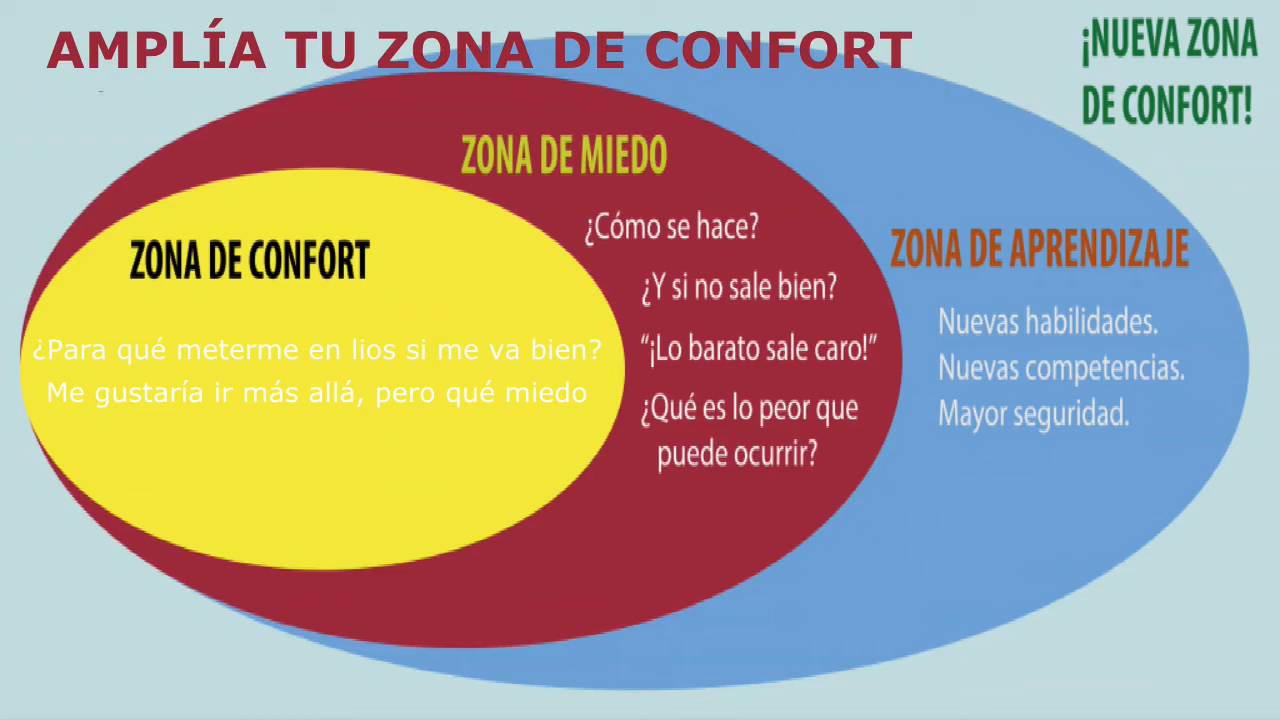 AMPLÍA TU ZONA DE CONFORT
¡NUEVA ZONA
DE CONFORT!
ZONA DE MIEDO
¿Cómo se hace?
¿Y si no sale bien?
“¡Lo barato sale caro!”
¿Qué es lo peor que
puede ocurrir?
ZONA DE CONFORT
¿Para qué meterme en lios si me va bien?
Me gustaría ir más allá, pero qué miedo
ZONA DE APRENDIZAJE
Nuevas habilidades.
Nuevas competencias.
Mayor seguridad.